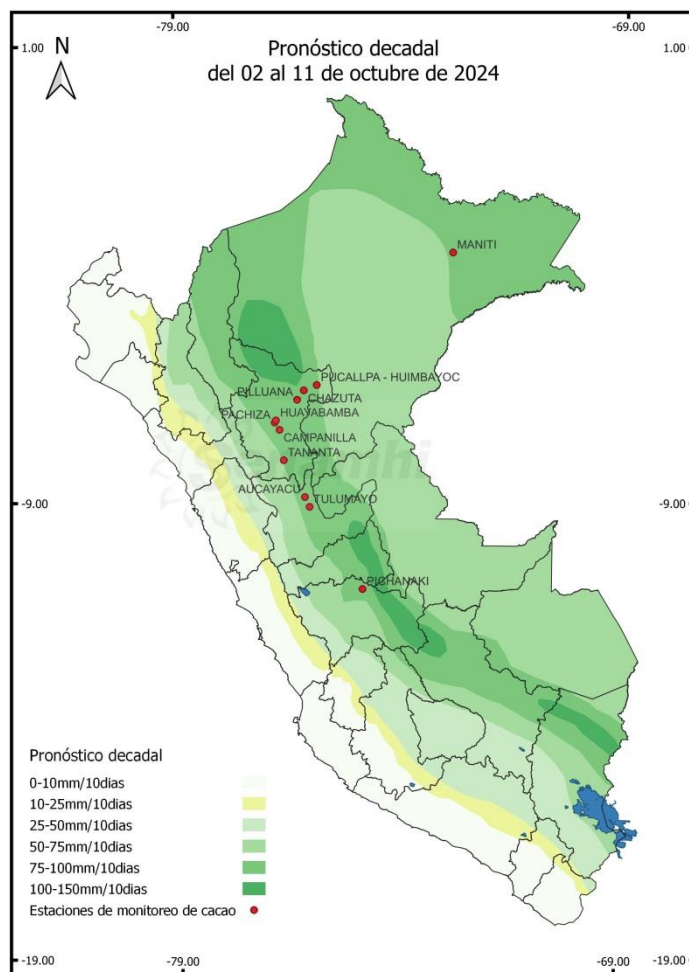 -79.00
-69.00
1.00
1.00
N
Pronóstico decadal
del 02 al 11 de octubre de 2024
MANITI
PUCALLPA - HUIMBAYOC
PILLUANA
CHAZUTA
PACHIZA
HUAYABAMBA
CAMPANILLA
TANANTA
Senamhi
AUCAYACU
TULUMAYO
-9.00
-9.00
PICHANAKI
Pronóstico decadal
0-10mm/10dias
10-25mm/10dias
25-50mm/10dias
50-75mm/10dias
75-100mm/10dias
100-150mm/10dias
Estaciones de monitoreo de cacao
-19.00
-19.00
-79.00
-69.00